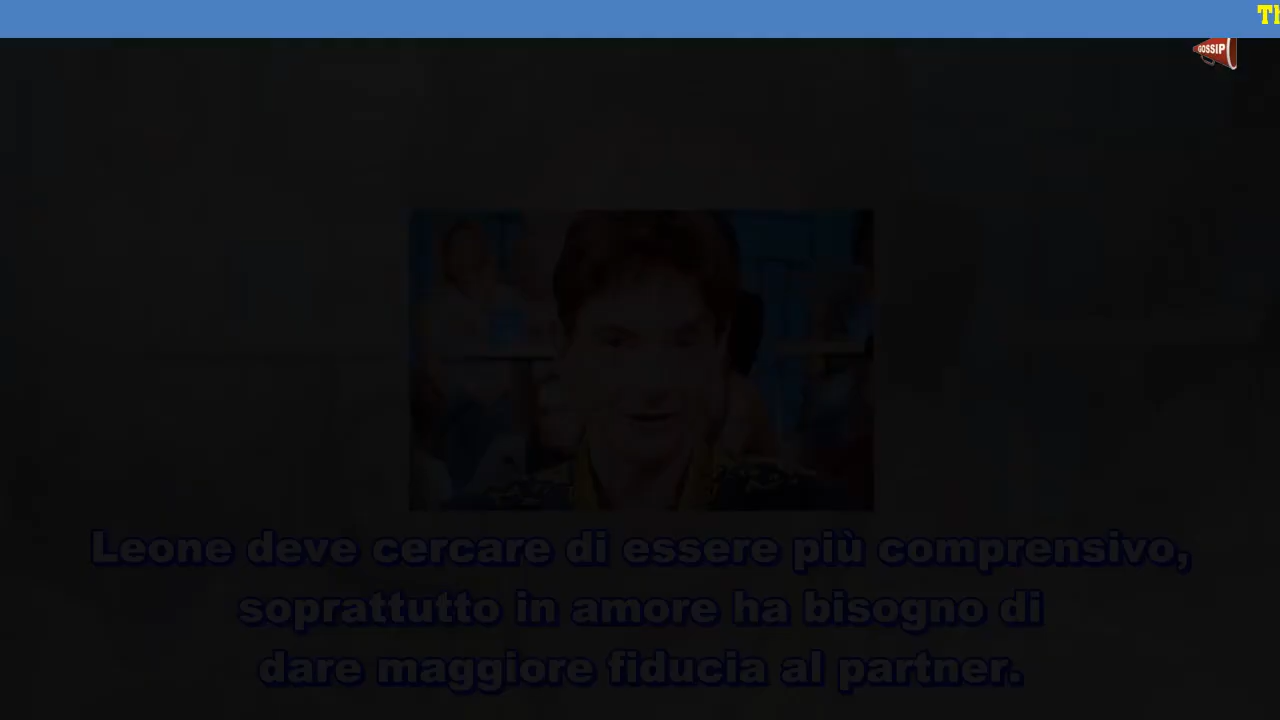 Th
GOSSIP
Leone deve cercare di essere più comprensivo,
soprattutto in amore ha bisogno di
dare maggiore fiducia al partner.